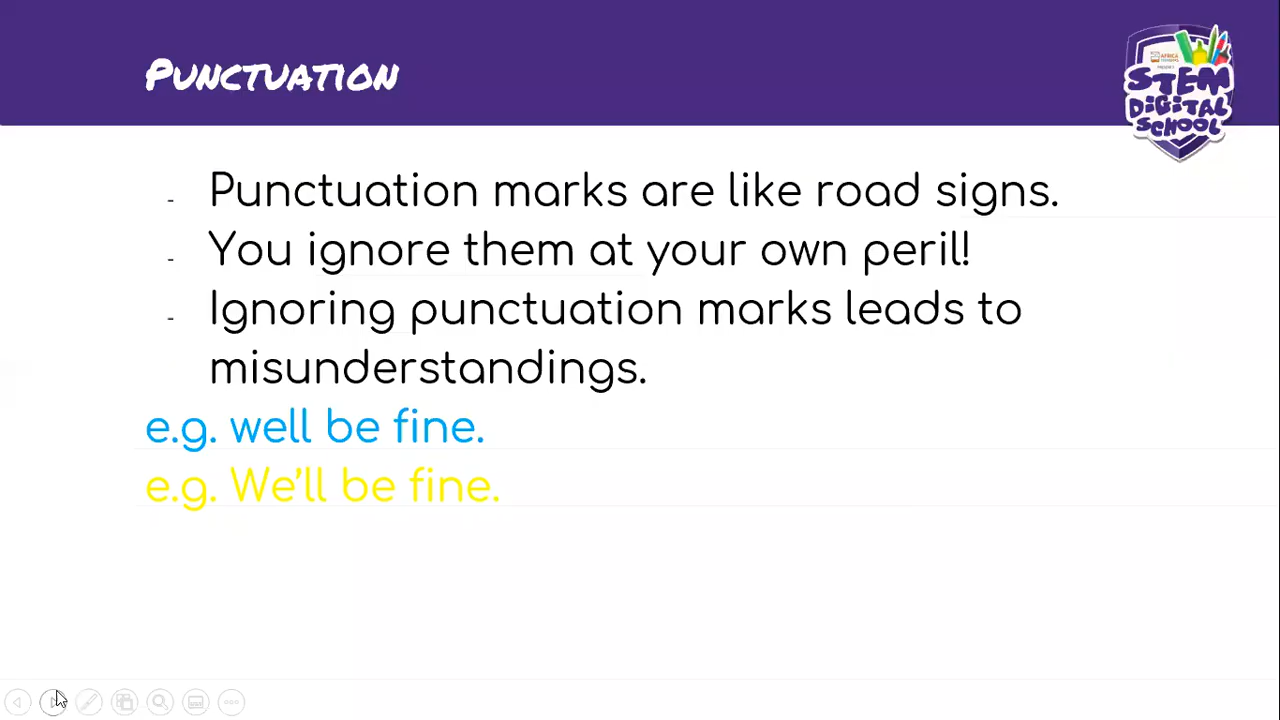 PUNCTUATION
AFRICA
STEM
DIGITAL
SCHOOL
- Punctuation marks are like road signs.
- You ignore them at your own peril!
- Ignoring punctuation marks leads to
misunderstandings.
e.g. well be fine.
e.g. We’ll be fine.